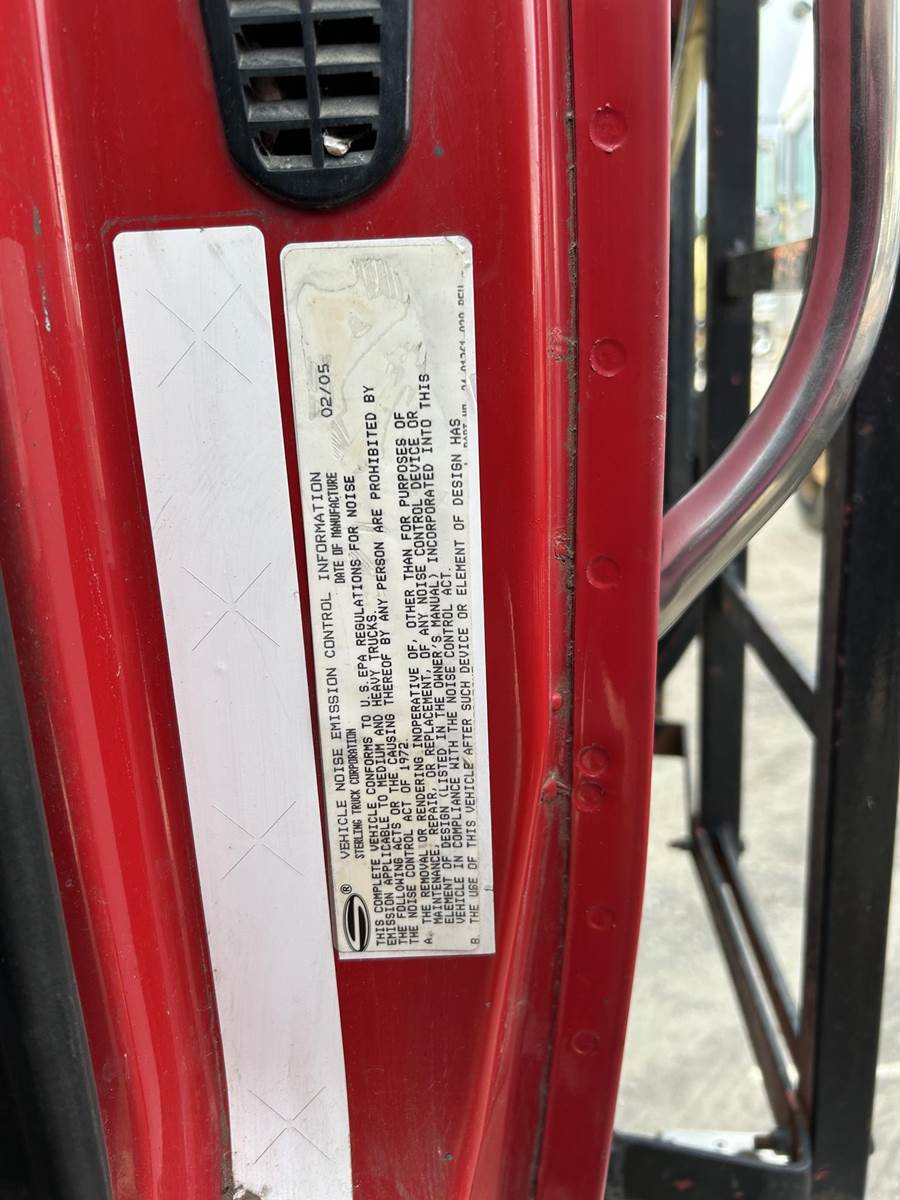 VEHICLE NOISE EMISSION CONTROL INFORMATION
STERLING TRUCK CORPORATION DATE OF MANUFACTURE 02/05
THIS COMPLETE VEHICLE CONFORMS TO U.S.EPA REGULATIONS FOR NOISE
EMISSION APPLICABLE TO MEDIUM AND HEAVY TRUCKS.
THE FOLLOWING ACTS OR THE CAUSING THEREOF BY ANY PERSON ARE PROHIBITED BY
THE NOISE CONTROL ACT OF 1972.
A. THE REMOVAL OR RENDERING INOPERATIVE OF, OTHER THAN FOR PURPOSES OF
MAINTENANCE, REPAIR, OR REPLACEMENT, OF ANY NOISE CONTROL DEVICE OR
ELEMENT OF DESIGN (LISTED IN THE OWNER'S MANUAL) INCORPORATED INTO THIS
VEHICLE IN COMPLIANCE WITH THE NOISE CONTROL ACT.
B. THE USE OF THIS VEHICLE AFTER SUCH DEVICE OR ELEMENT OF DESIGN HAS